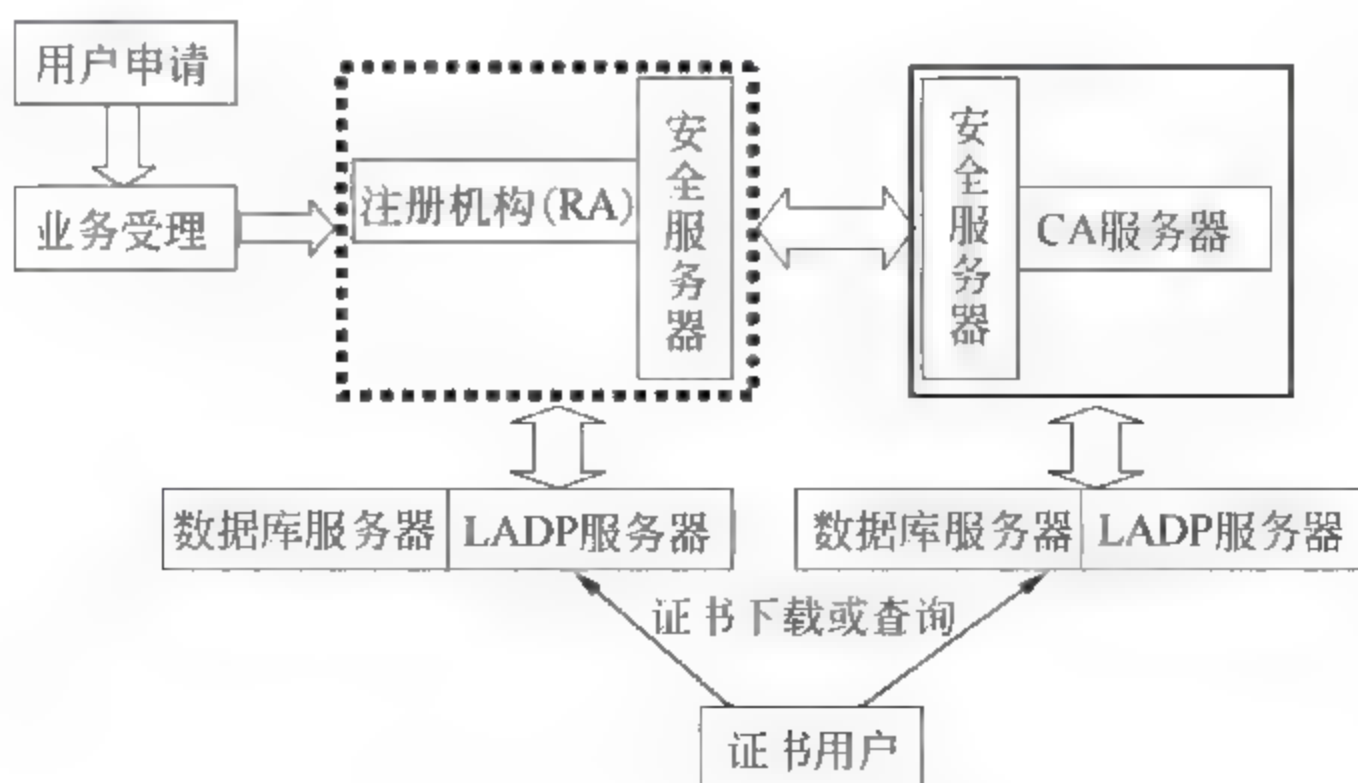 用户申请
业务受理
注册机构(RA)
安全服务器
安全服务器
CA服务器
数据库服务器
LADP服务器
数据库服务器
LADP服务器
证书下载或查询
证书用户